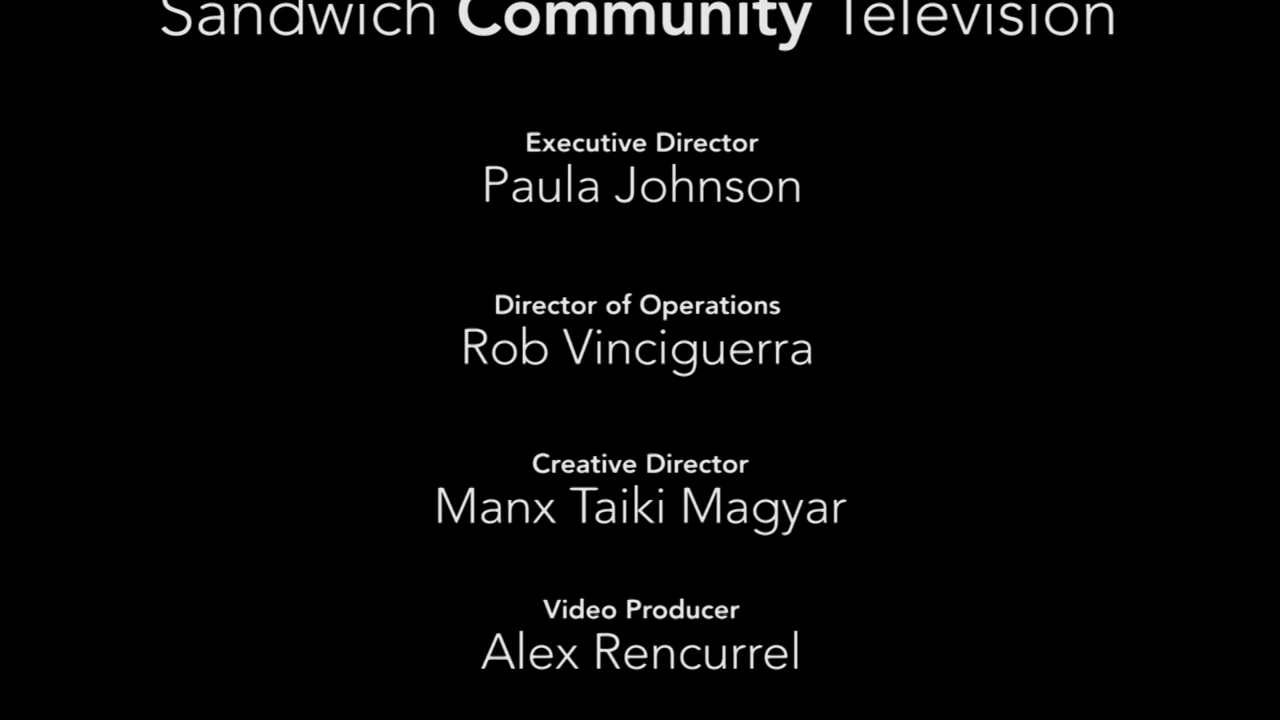 Sandwich Community Television
Executive Director
Paula Johnson
Director of Operations
Rob Vinciguerra
Creative Director
Manx Taiki Magyar
Video Producer
Alex Rencurrel